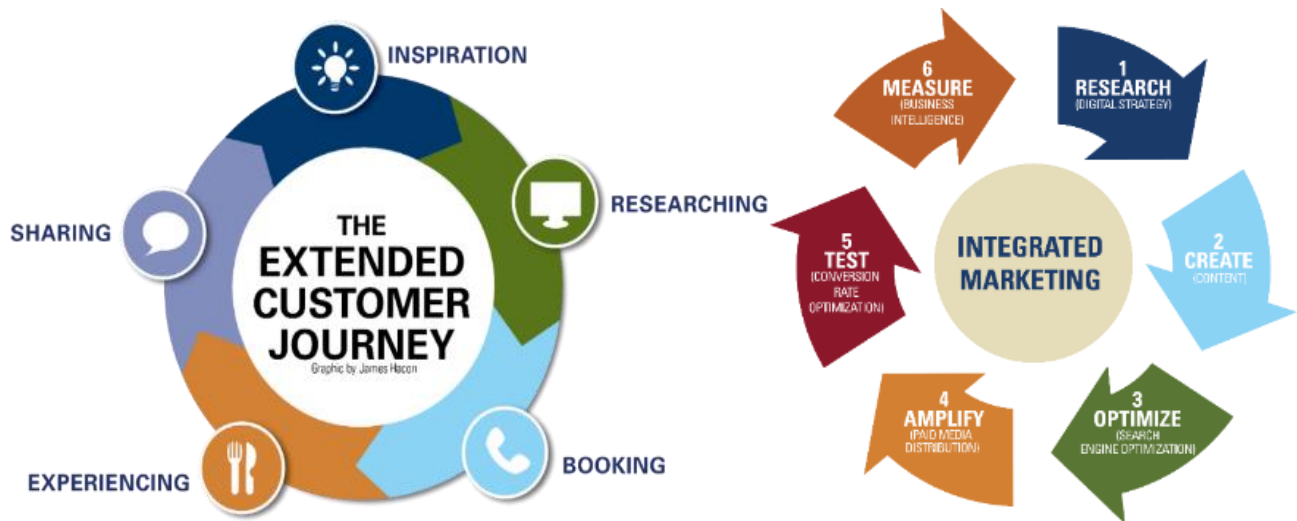 INSPIRATION
RESEARCHING
BOOKING
EXPERIENCING
SHARING
THE
EXTENDED
CUSTOMER
JOURNEY
Graphic by James Hacon
1
RESEARCH
(DIGITAL STRATEGY)
2
CREATE
(CONTENT)
3
OPTIMIZE
(SEARCH
ENGINE OPTIMIZATION)
4
AMPLIFY
(PAID MEDIA
DISTRIBUTION)
5
TEST
(CONVERSION
RATE
OPTIMIZATION)
6
MEASURE
(BUSINESS
INTELLIGENCE)
INTEGRATED
MARKETING